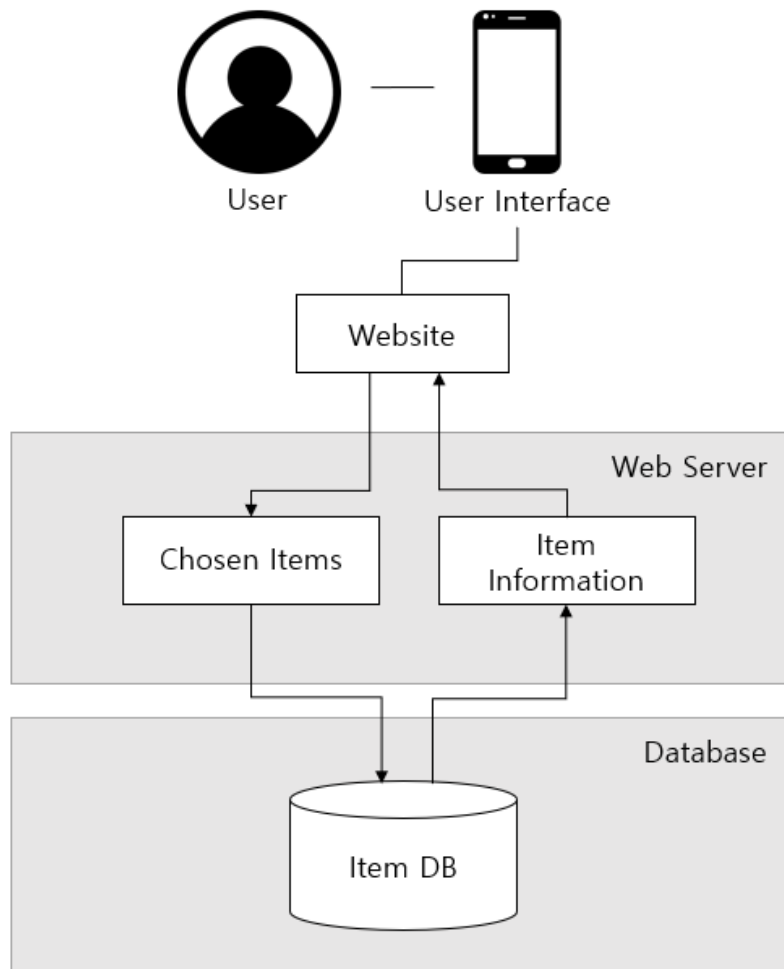 User
User Interface
Website
Web Server
Chosen Items
Item
Information
Database
Item DB